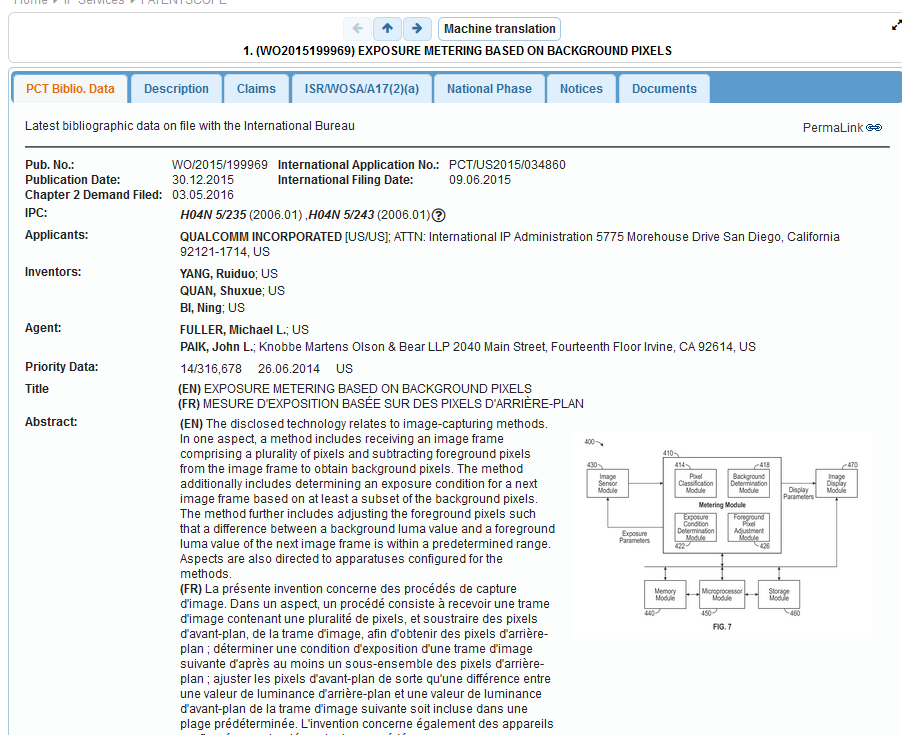 Home IP Services PATENTSCOPE
Machine translation
1. (WO2015199969) EXPOSURE METERING BASED ON BACKGROUND PIXELS
PCT Biblio. Data Description Claims ISR/WOSA/A17(2)(a) National Phase Notices Documents
Latest bibliographic data on file with the International Bureau
PermaLink
Pub. No.: WO/2015/199969 International Application No.: PCT/US2015/034860
Publication Date: 30.12.2015 International Filing Date: 09.06.2015
Chapter 2 Demand Filed: 03.05.2016
IPC: H04N 5/235 (2006.01) ,H04N 5/243 (2006.01) ?
Applicants: QUALCOMM INCORPORATED [US/US]; ATTN: International IP Administration 5775 Morehouse Drive San Diego, California
92121-1714, US
Inventors: YANG, Ruiduo; US
QUAN, Shuxue; US
BI, Ning; US
Agent: FULLER, Michael L.; US
PAIK, John L.; Knobbe Martens Olson & Bear LLP 2040 Main Street, Fourteenth Floor Irvine, CA 92614, US
Priority Data: 14/316,678 26.06.2014 US
Title (EN) EXPOSURE METERING BASED ON BACKGROUND PIXELS
(FR) MESURE D'EXPOSITION BASÉE SUR DES PIXELS D'ARRIÈRE-PLAN
Abstract: (EN) The disclosed technology relates to image-capturing methods.
In one aspect, a method includes receiving an image frame
comprising a plurality of pixels and subtracting foreground pixels
from the image frame to obtain background pixels. The method
additionally includes determining an exposure condition for a next
image frame based on at least a subset of the background pixels.
The method further includes adjusting the foreground pixels such
that a difference between a background luma value and a foreground
luma value of the next image frame is within a predetermined range.
Aspects are also directed to apparatuses configured for the
methods.
(FR) La présente invention concerne des procédés de capture
d'image. Dans un aspect, un procédé consiste à recevoir une trame
d'image contenant une pluralité de pixels, et soustraire des pixels
d'avant-plan, de la trame d'image, afin d'obtenir des pixels d'arrière-
plan ; déterminer une condition d'exposition d'une trame d'image
suivante d'après au moins un sous-ensemble des pixels d'arrière-
plan ; ajuster les pixels d'avant-plan de sorte qu'une différence entre
une valeur de luminance d'arrière-plan et une valeur de luminance
d'avant-plan de la trame d'image suivante soit incluse dans une
plage prédéterminée. L'invention concerne également des appareils
400
410
430
Image
Sensor
Module
414
Pixel
Classification
Module
418
Background
Determination
Module
470
Image
Display
Module
Display
Parameters
Metering Module
Exposure
Condition
Determination
Module
422
Foreground
Pixel
Adjustment
Module
426
Exposure
Parameters
Memory
Module
440
Microprocessor
Module
450
Storage
Module
460
FIG. 7